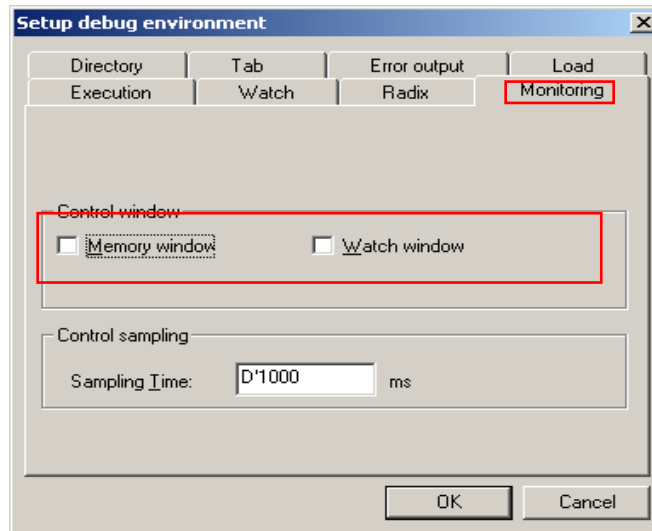 Setup debug environment
Directory Tab Error output Load
Execution Watch Radix Monitoring
Control window
Memory window Watch window
Control sampling
Sampling Time: D'1000 ms
OK Cancel